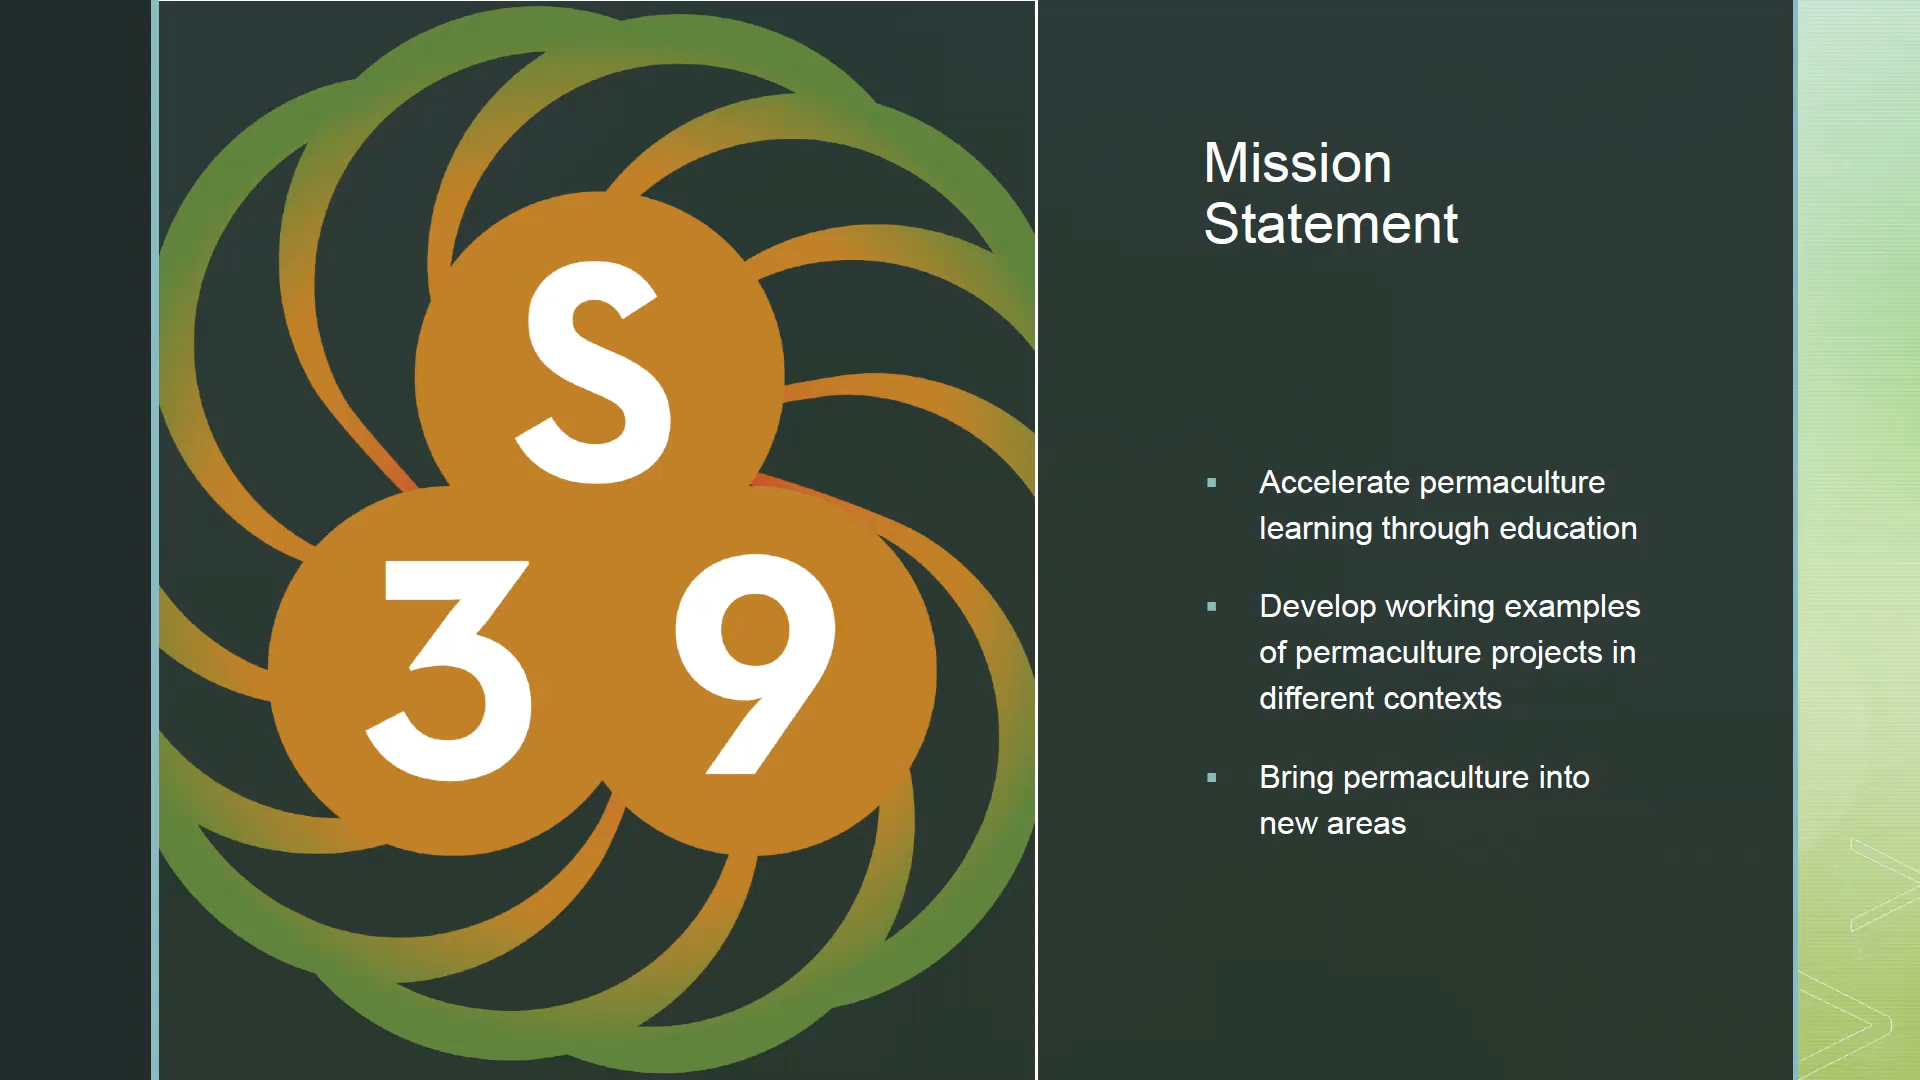 S
3 9
Mission
Statement
Accelerate permaculture
learning through education
Develop working examples
of permaculture projects in
different contexts
Bring permaculture into
new areas